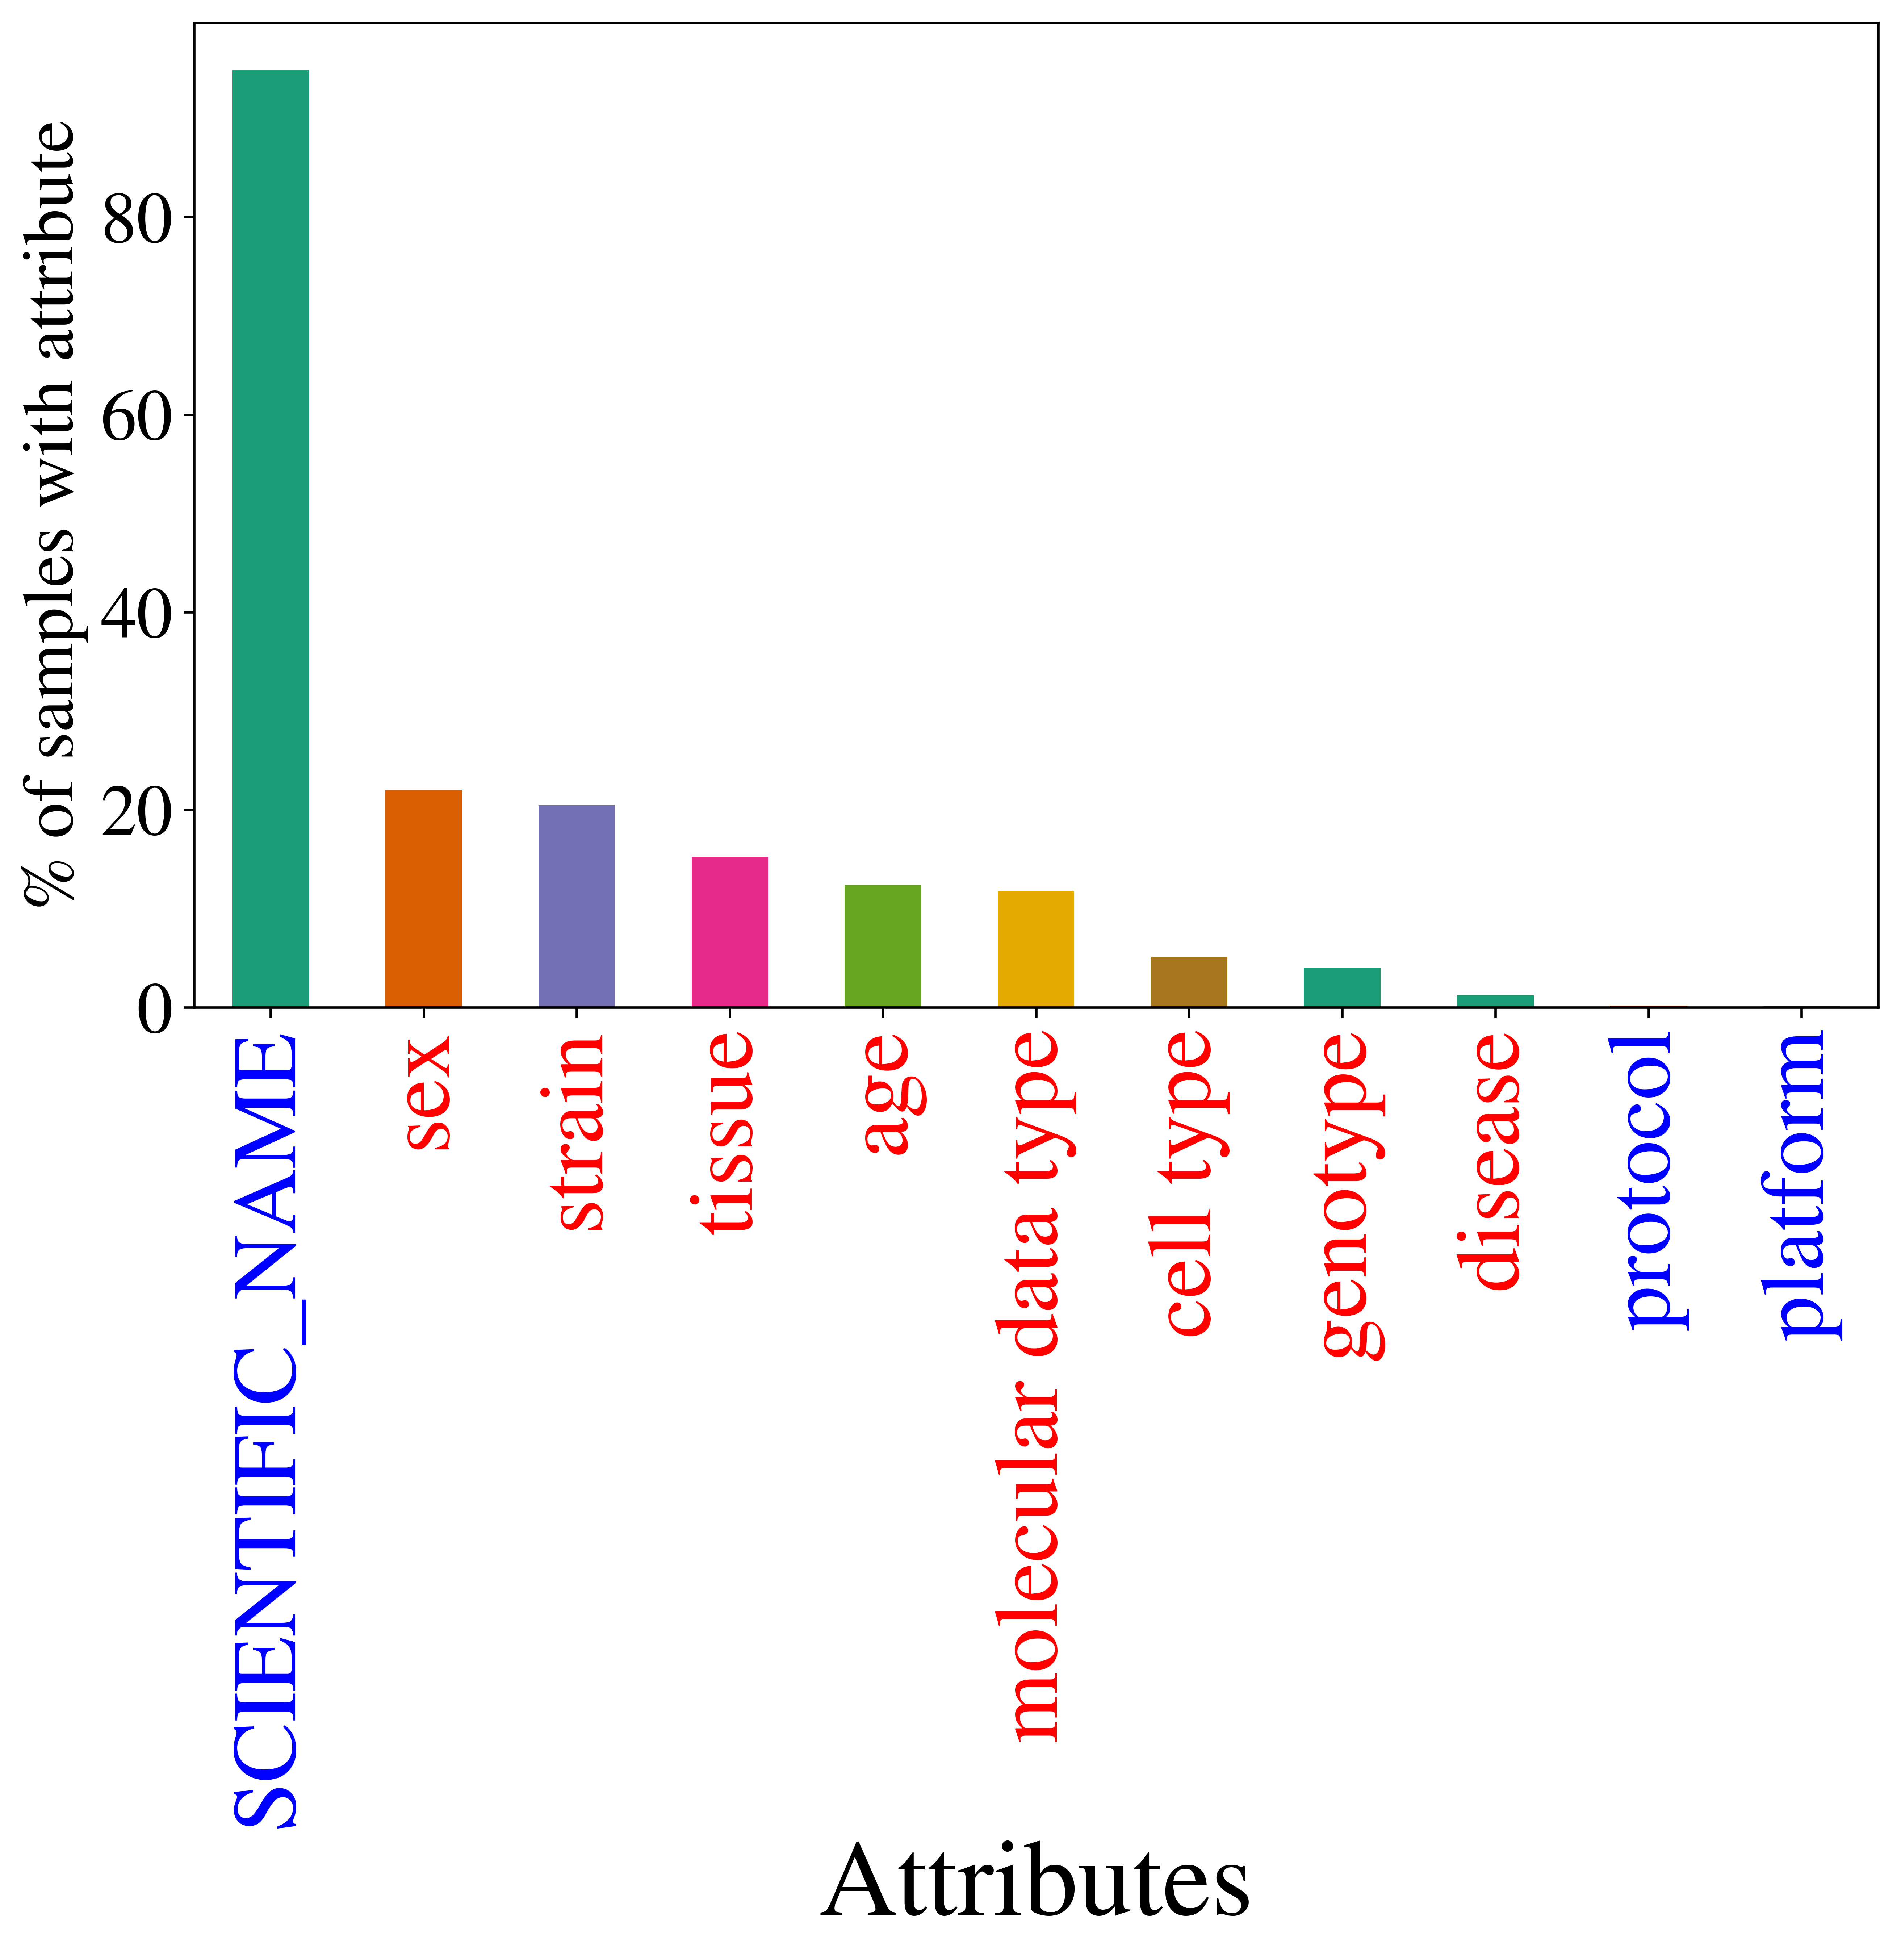 % of samples with attribute
80
60
40
20
0
SCIENTIFIC_NAME
sex
strain
tissue
age
molecular data type
cell type
genotype
disease
protocol
platform
Attributes